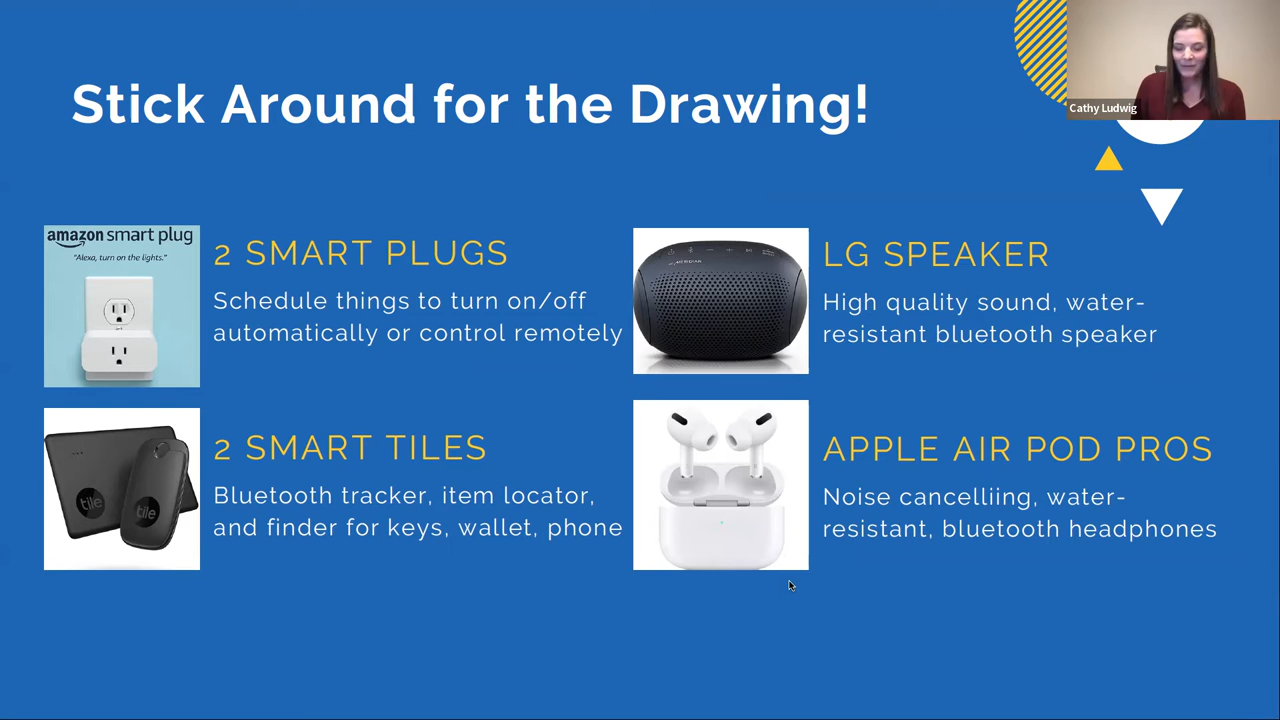 Stick Around for the Drawing!
Cathy Ludwig
amazon smart plug
"Alexa, turn on the lights."
2 SMART PLUGS
Schedule things to turn on/off
automatically or control remotely
LG SPEAKER
High quality sound, water-
resistant bluetooth speaker
MERIDIAN
2 SMART TILES
Bluetooth tracker, item locator,
and finder for keys, wallet, phone
tile
tile
APPLE AIR POD PROS
Noise cancelliing, water-
resistant, bluetooth headphones